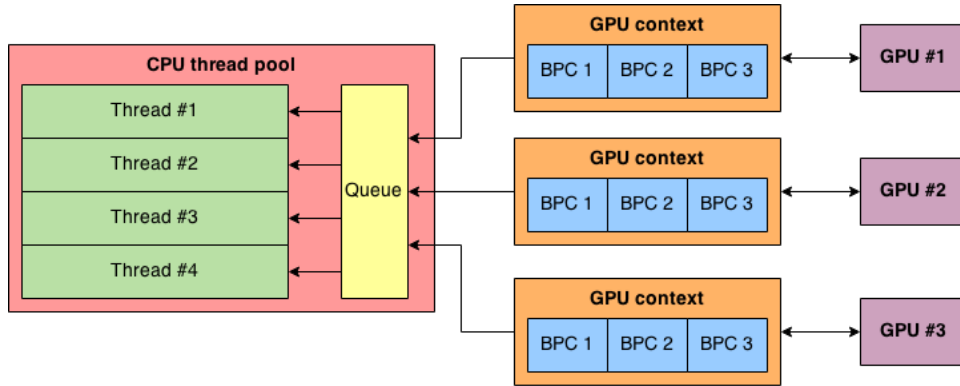 CPU thread pool
Thread #1
Thread #2
Thread #3
Thread #4
Queue
GPU context
BPC 1 BPC 2 BPC 3
GPU #1
GPU context
BPC 1 BPC 2 BPC 3
GPU #2
GPU context
BPC 1 BPC 2 BPC 3
GPU #3